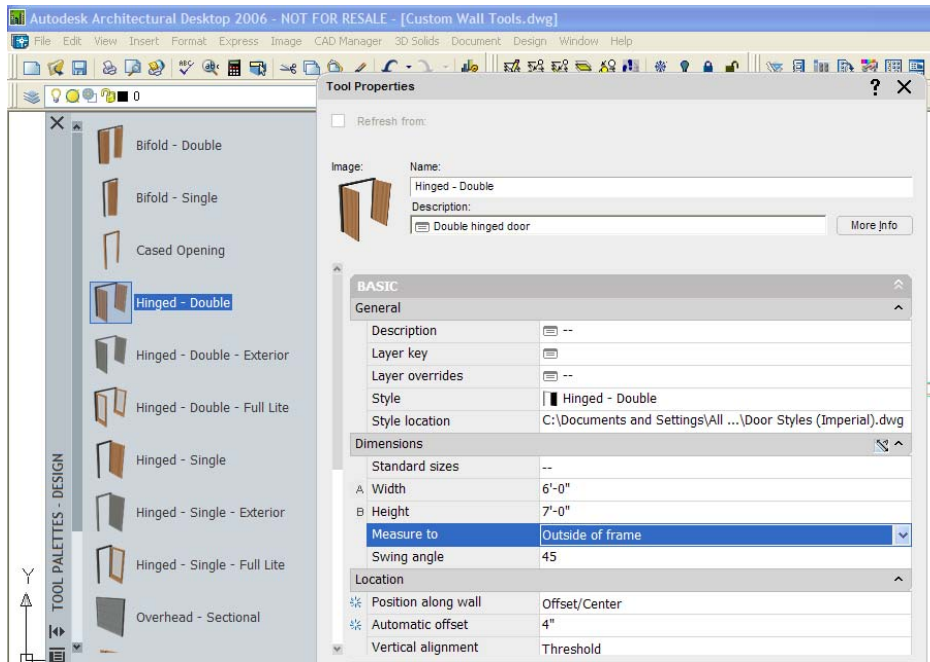 Autodesk Architectural Desktop 2006 - NOT FOR RESALE - [Custom Wall Tools.dwg]
File Edit View Insert Format Express Image CAD Manager 3D Solids Document Design Window Help
0
Tool Properties
Refresh from:
Image:
Name:
Hinged - Double
Description:
Double hinged door
More Info
Bifold - Double
Bifold - Single
Cased Opening
Hinged - Double
Hinged - Double - Exterior
Hinged - Double - Full Lite
Hinged - Single
Hinged - Single - Exterior
Hinged - Single - Full Lite
Overhead - Sectional
TOOL PALETTES - DESIGN
Y
BASIC
General
Description --
Layer key
Layer overrides --
Style Hinged - Double
Style location C:\Documents and Settings\All ...\Door Styles (Imperial).dwg
Dimensions
Standard sizes --
A Width 6'-0"
B Height 7'-0"
Measure to Outside of frame
Swing angle 45
Location
Position along wall Offset/Center
Automatic offset 4"
Vertical alignment Threshold